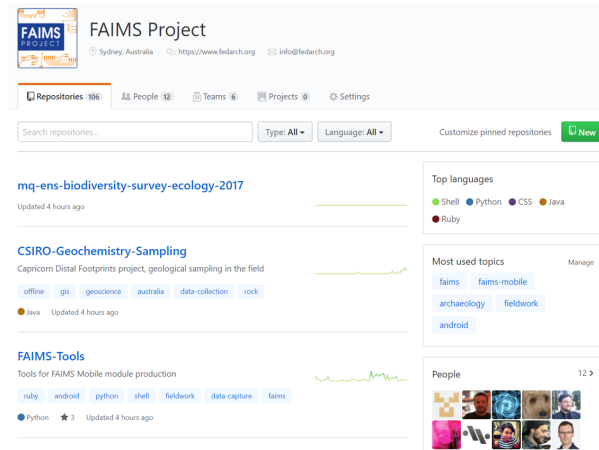 FAIMS
PROJECT
FAIMS Project
Sydney, Australia https://www.fedarch.org info@fedarch.org
Repositories 106 People 12 Teams 6 Projects 0 Settings
Search repositories... Type: All Language: All Customize pinned repositories New
mq-ens-biodiversity-survey-ecology-2017
Updated 4 hours ago
CSIRO-Geochemistry-Sampling
Capricorn Distal Footprints project, geological sampling in the field
offline gis geoscience australia data-collection rock
Java Updated 4 hours ago
FAIMS-Tools
Tools for FAIMS Mobile module production
ruby android python shell fieldwork data-capture faims
Python 3 Updated 4 hours ago
Top languages
Shell Python CSS Java
Ruby
Most used topics Manage
faims faims-mobile
archaeology fieldwork
android
People 12